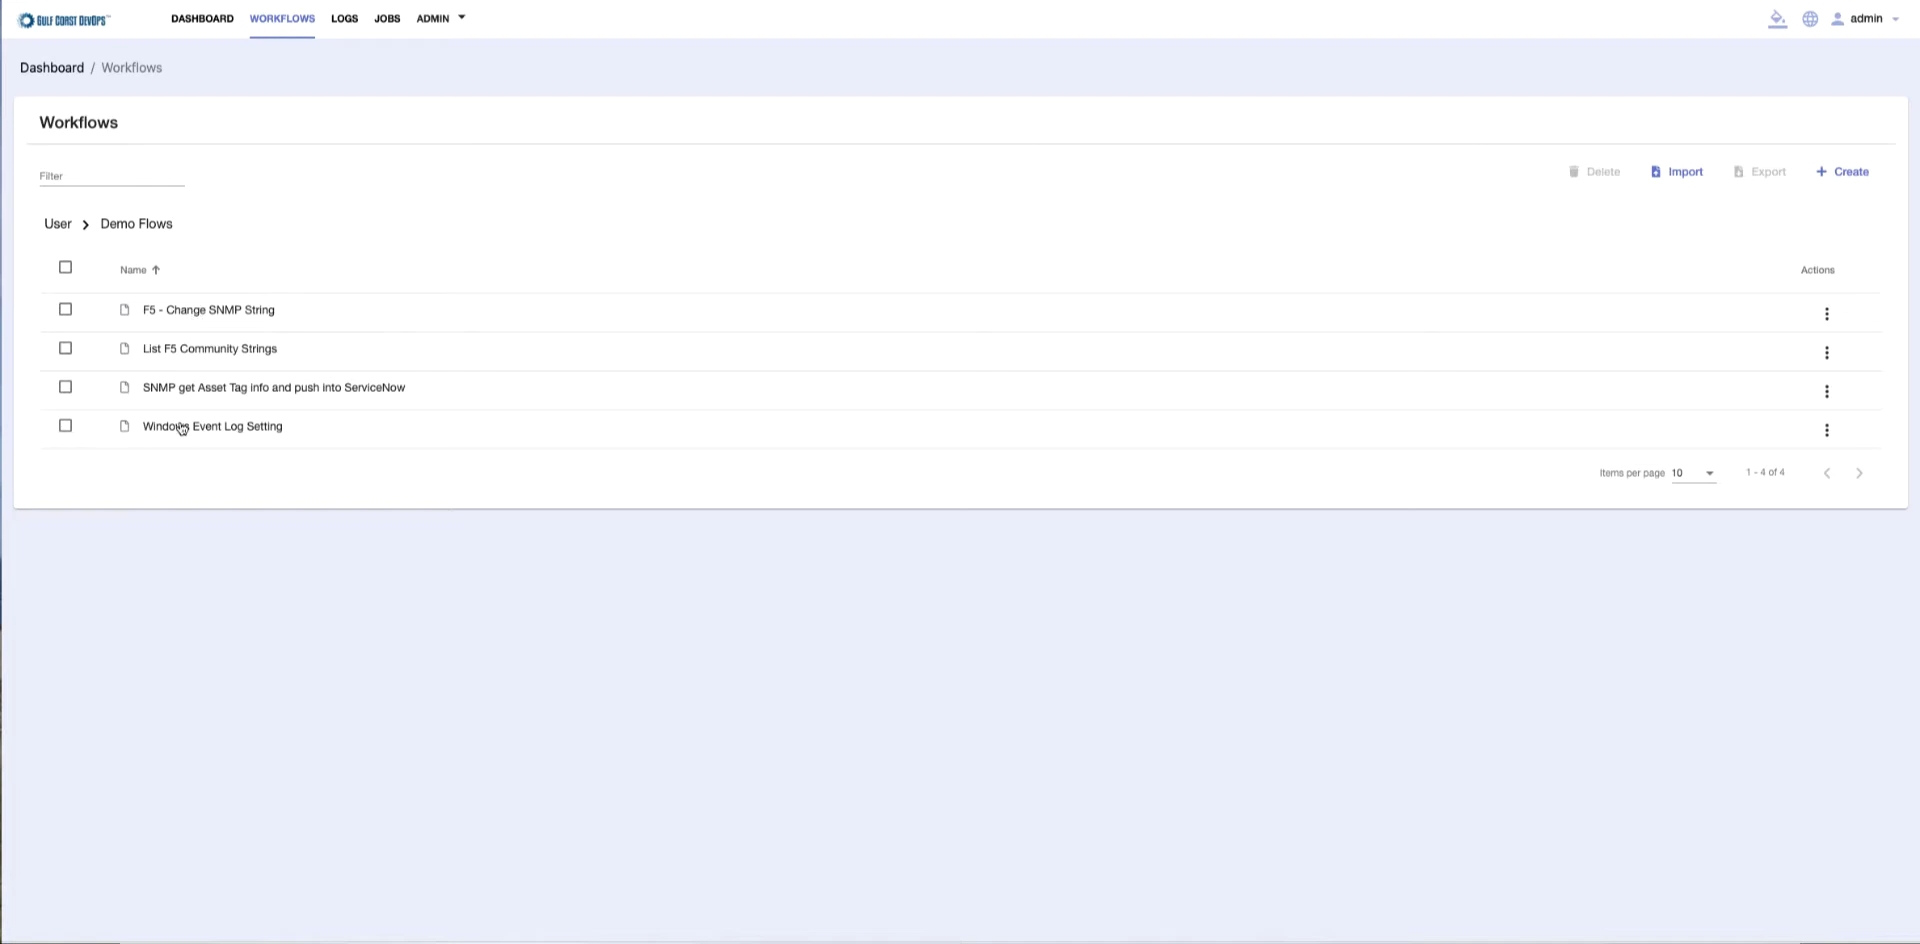 GULF COAST DEVOPS™ DASHBOARD WORKFLOWS LOGS JOBS ADMIN admin
Dashboard / Workflows
Workflows
Filter Delete Import Export + Create
User > Demo Flows
Name ↑ Actions
F5 - Change SNMP String
List F5 Community Strings
SNMP get Asset Tag info and push into ServiceNow
Windows Event Log Setting
Items per page 10 1 - 4 of 4